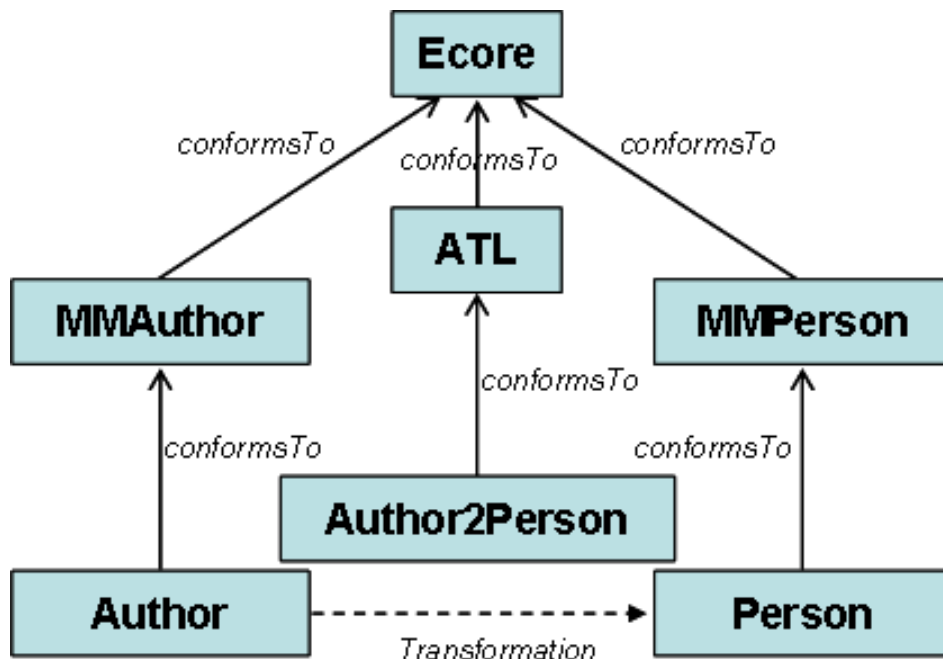 Ecore
conformsTo
conformsTo
conformsTo
ATL
MMAuthor
MMPerson
conformsTo
conformsTo
conformsTo
Author2Person
Author
Person
Transformation